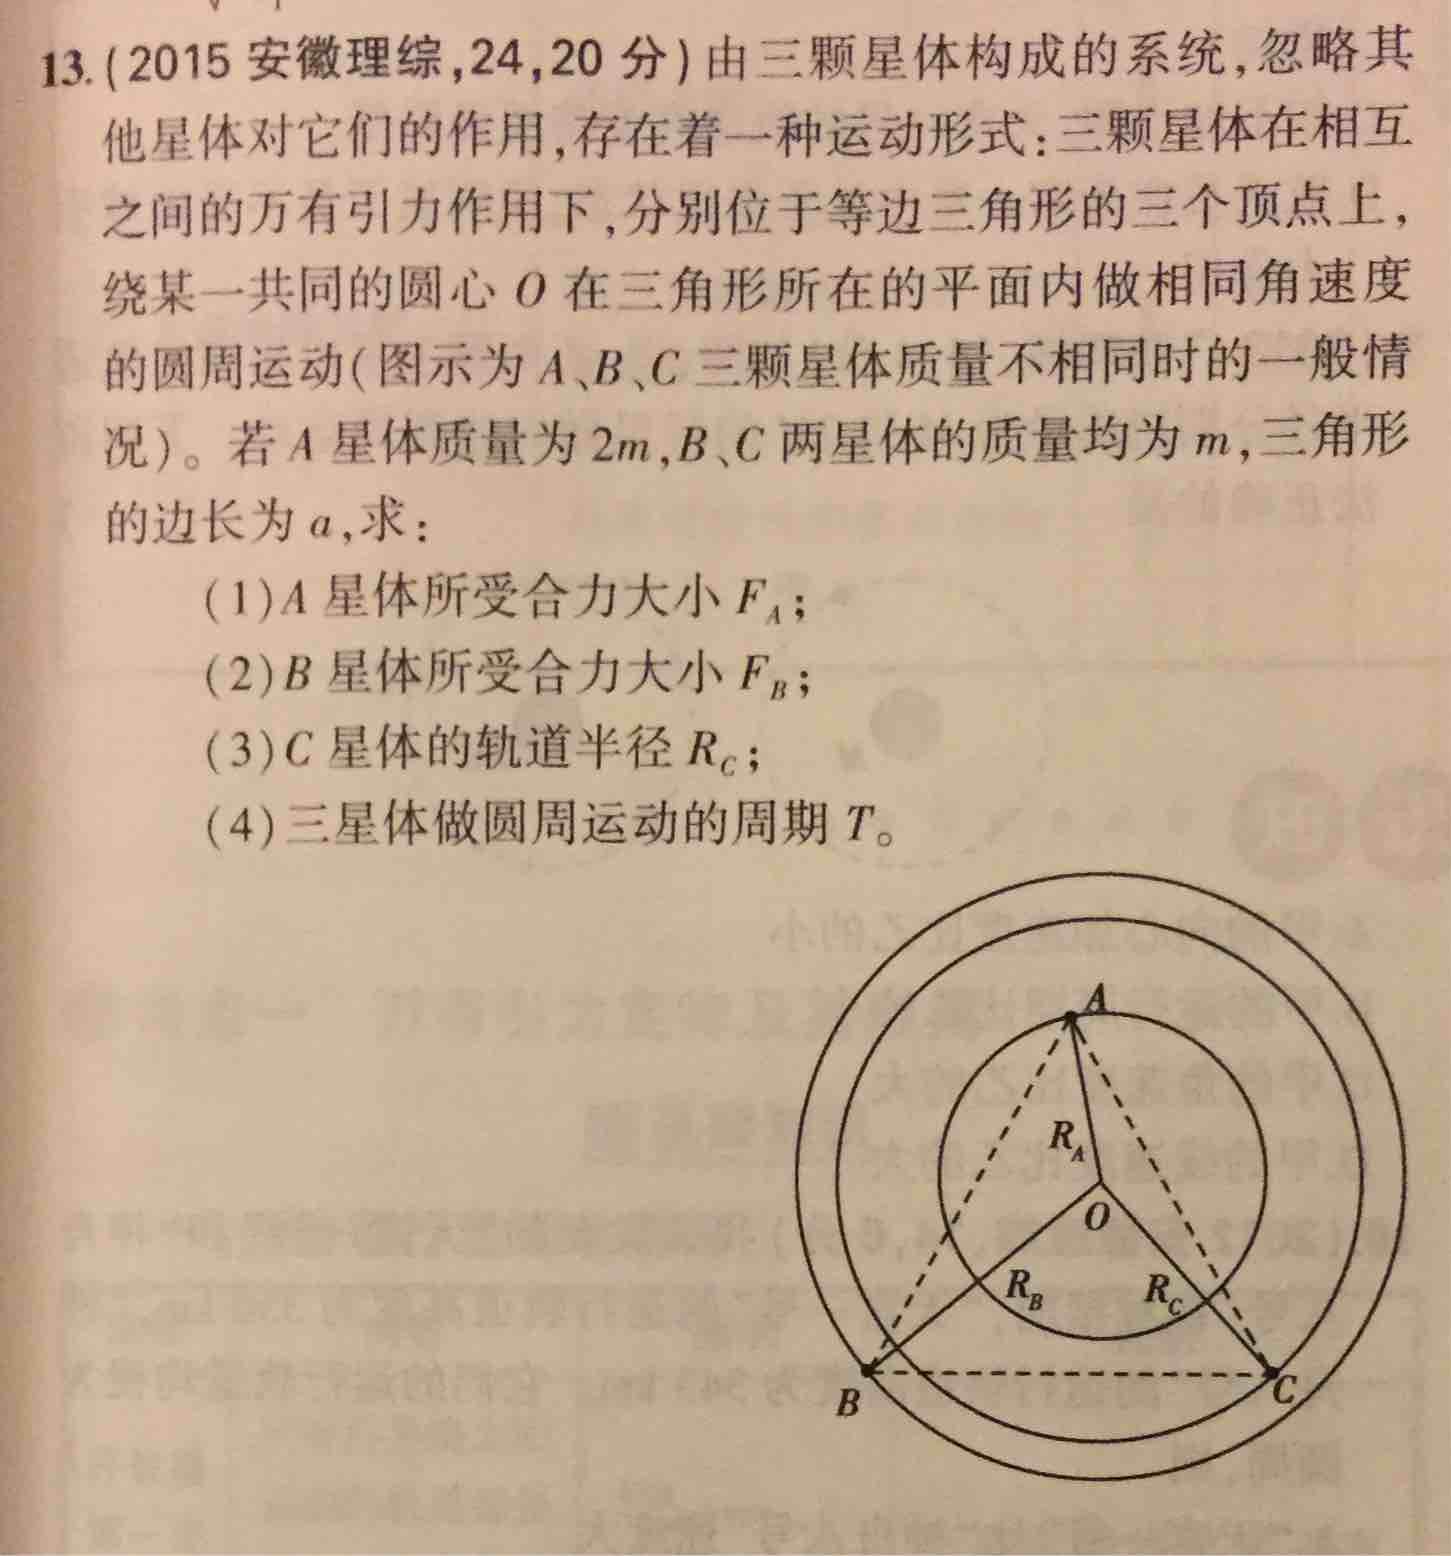 13. (2015 安徽理综,24,20 分)由三颗星体构成的系统,忽略其
他星体对它们的作用,存在着一种运动形式:三颗星体在相互
之间的万有引力作用下,分别位于等边三角形的三个顶点上,
绕某一共同的圆心 O 在三角形所在的平面内做相同角速度
的圆周运动(图示为 A、B、C 三颗星体质量不相同时的一般情
况)。若 A 星体质量为 2m,B、C 两星体的质量均为 m,三角形
的边长为 a,求:
(1)A 星体所受合力大小 F_A;
(2)B 星体所受合力大小 F_B;
(3)C 星体的轨道半径 R_C;
(4)三星体做圆周运动的周期 T。
A
R_A
O
R_B
R_C
B
C